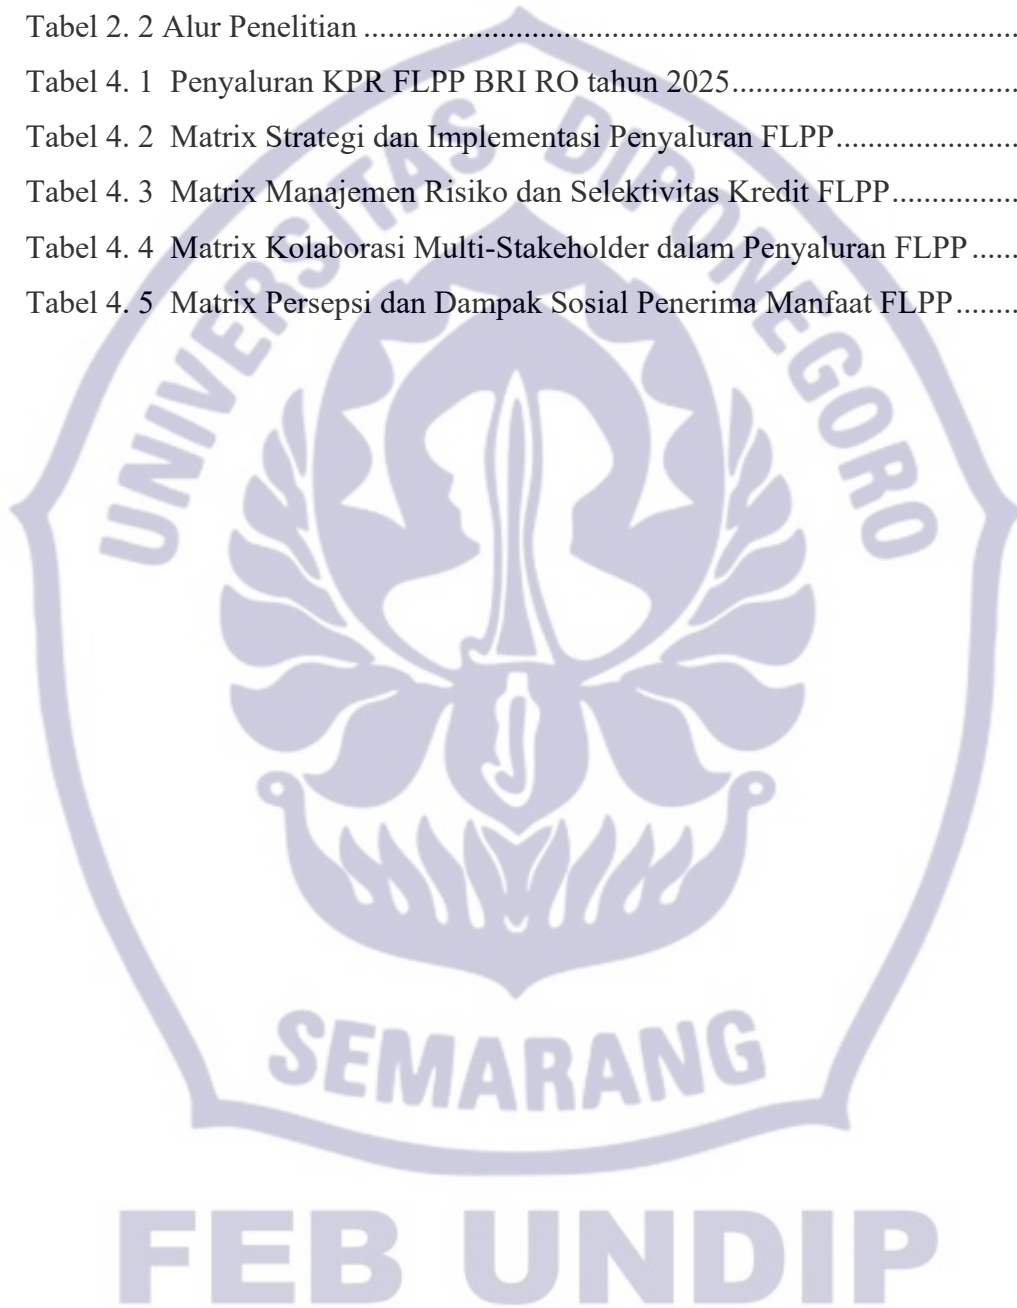 Tabel 2. 2 Alur Penelitian ........................................................................................
Tabel 4. 1  Penyaluran KPR FLPP BRI RO tahun 2025...................................
Tabel 4. 2  Matrix Strategi dan Implementasi Penyaluran FLPP......................
Tabel 4. 3  Matrix Manajemen Risiko dan Selektivitas Kredit FLPP...............
Tabel 4. 4  Matrix Kolaborasi Multi-Stakeholder dalam Penyaluran FLPP ......
Tabel 4. 5  Matrix Persepsi dan Dampak Sosial Penerima Manfaat FLPP........
UNIVERSITAS DIPONEGORO
SEMARANG
FEB UNDIP